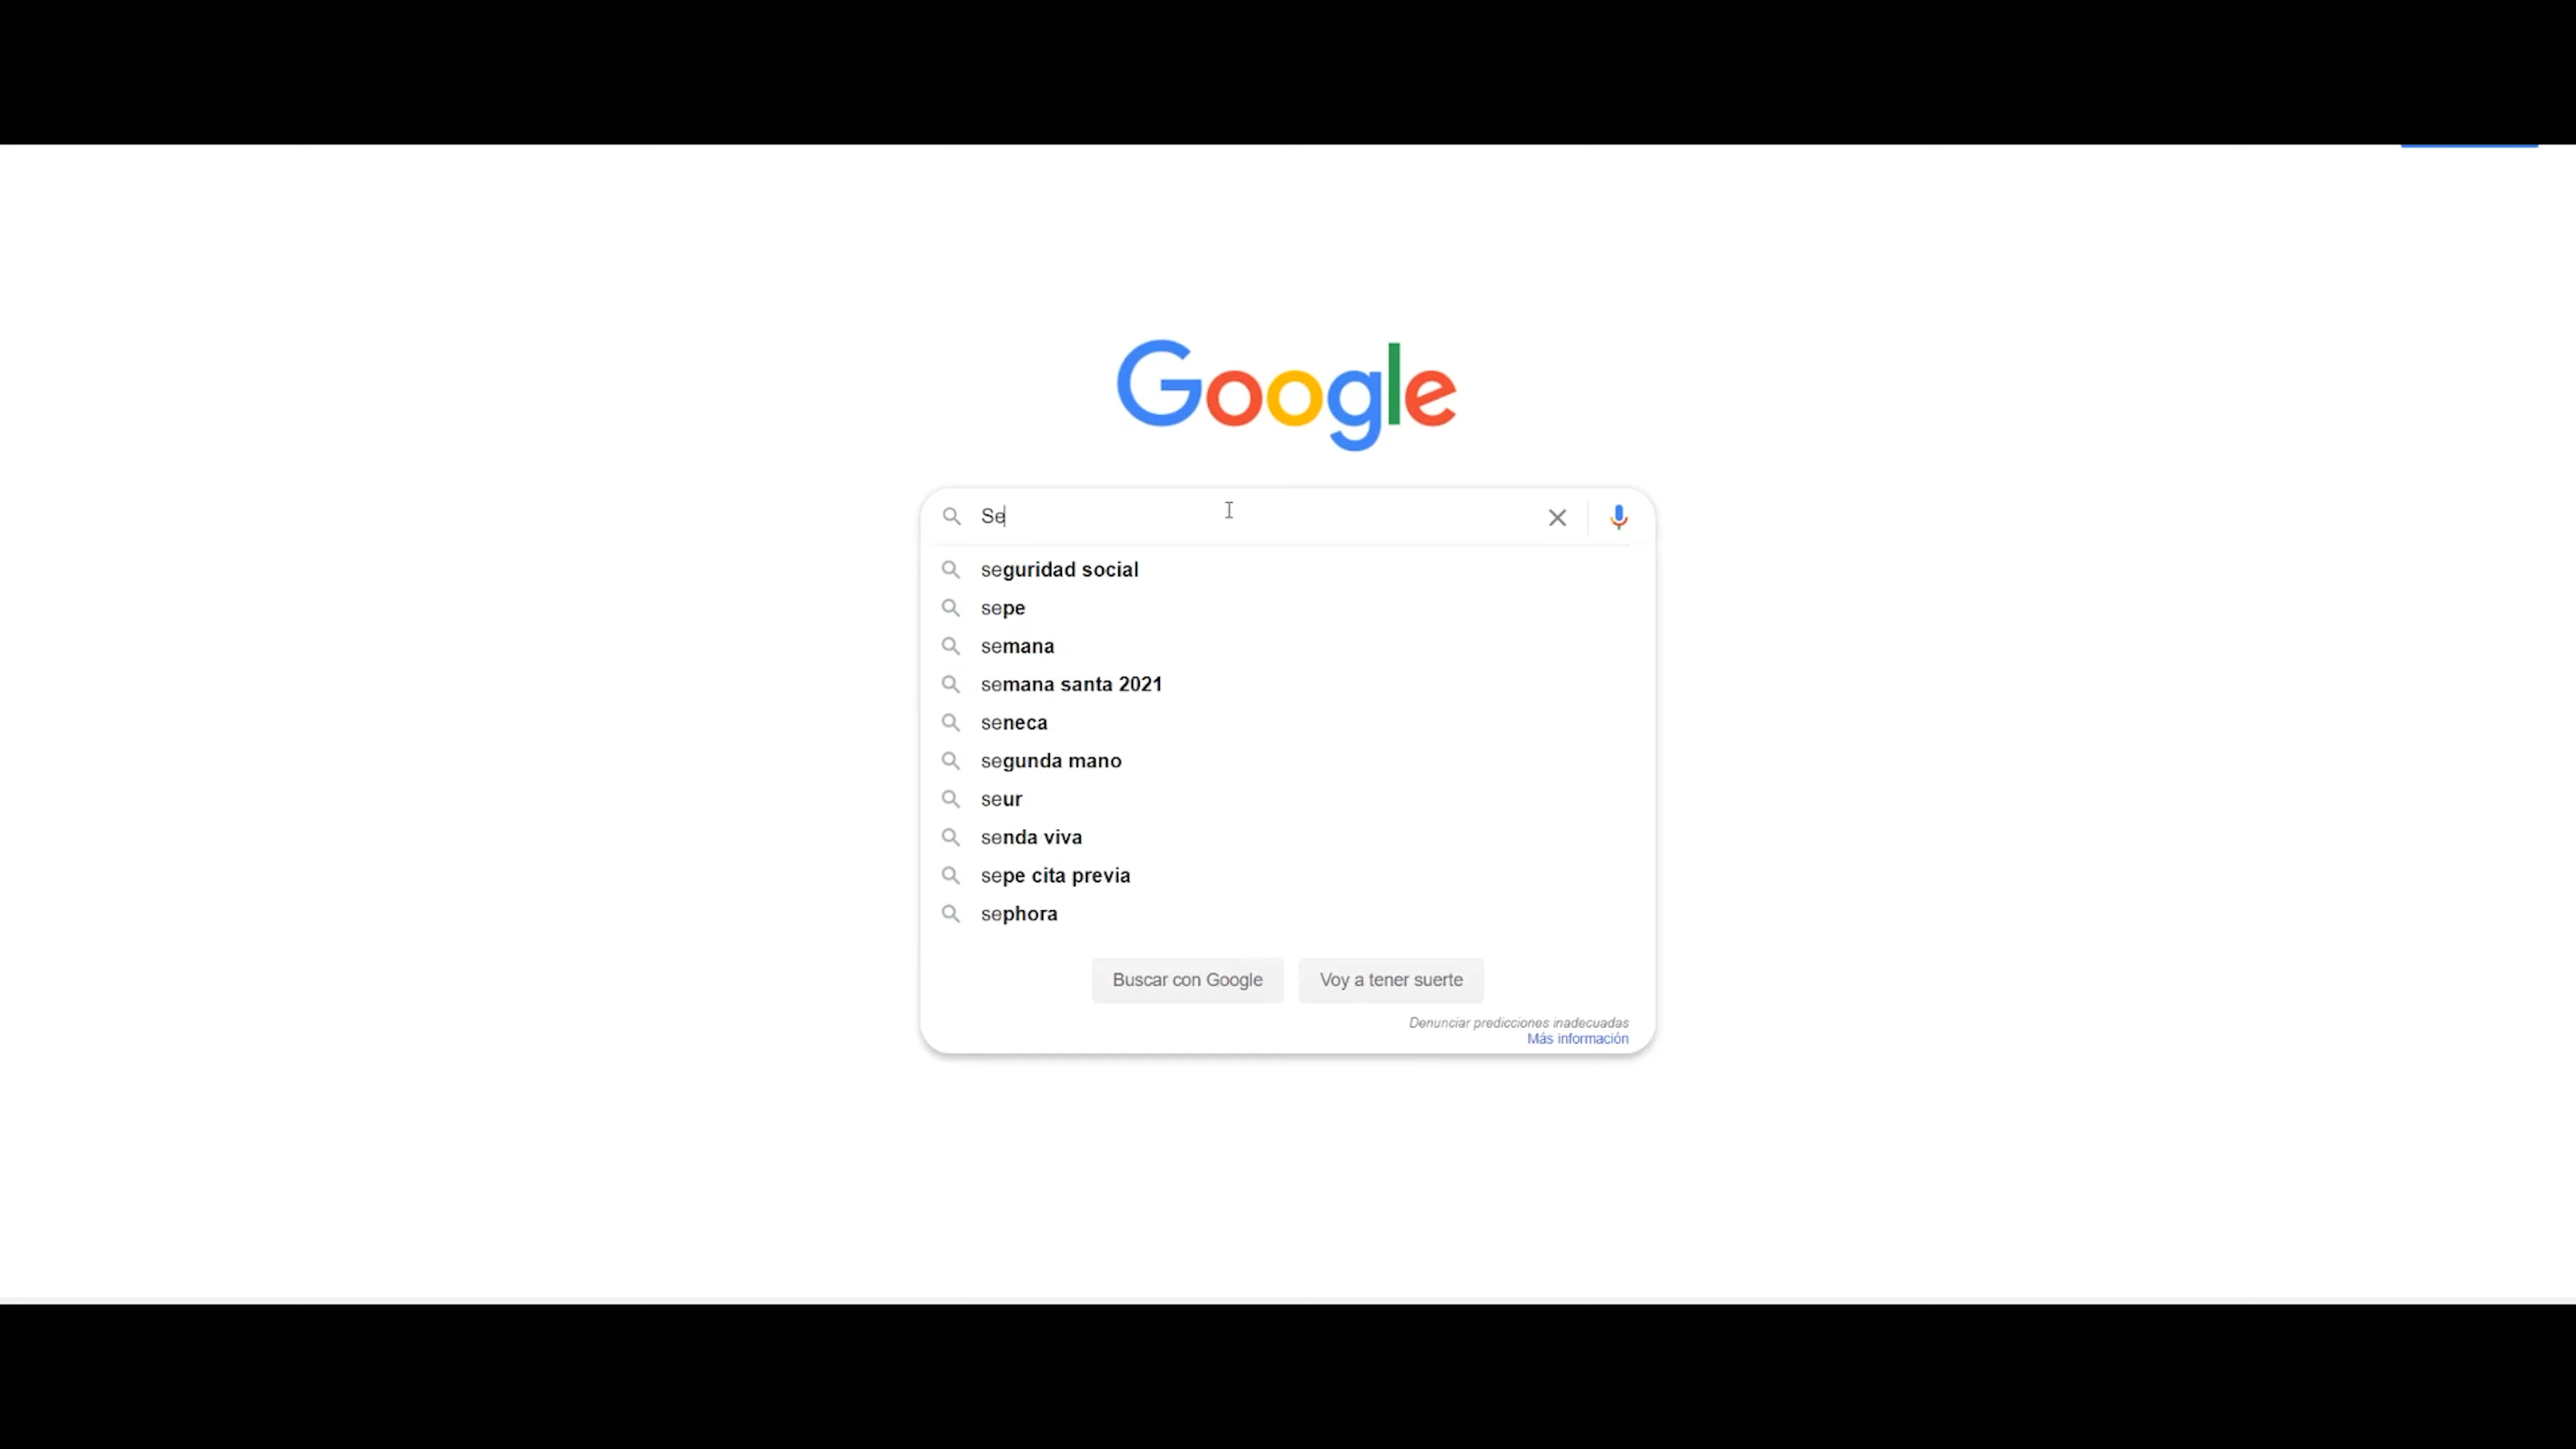 Google
Se
seguridad social
sepe
semana
semana santa 2021
seneca
segunda mano
seur
senda viva
sepe cita previa
sephora
Buscar con Google
Voy a tener suerte
Denunciar predicciones inadecuadas
Más información